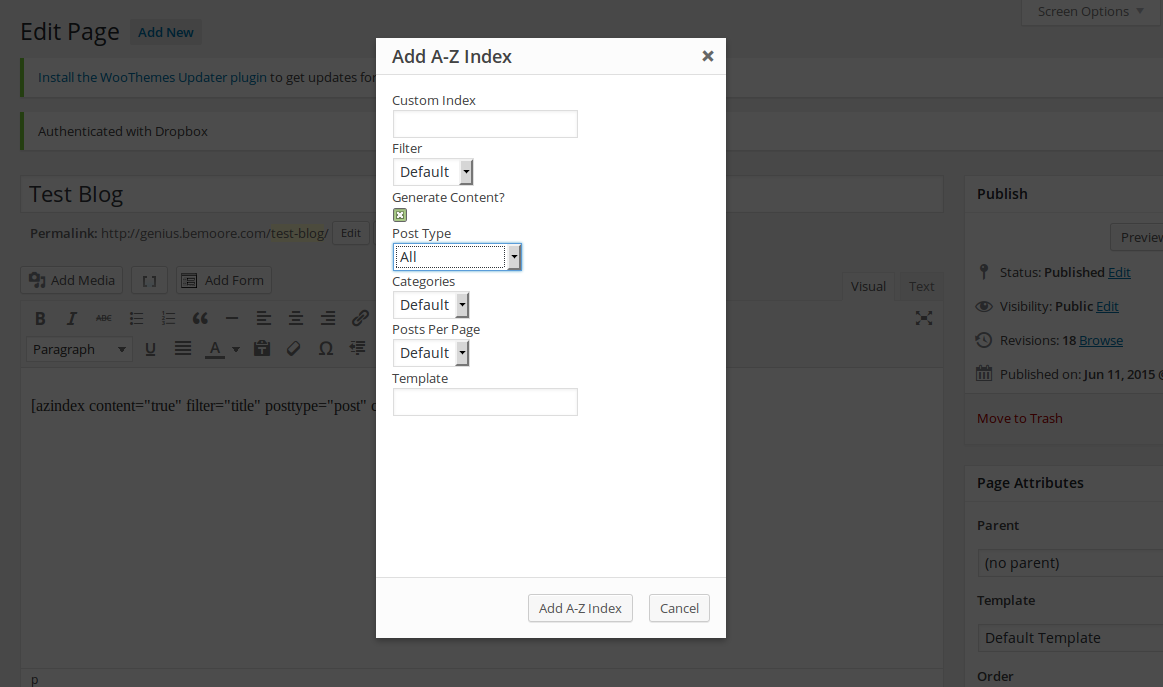 Screen Options
Edit Page Add New
Install the WooThemes Updater plugin to get updates for
Authenticated with Dropbox
Test Blog
Permalink: http://genius.bemoore.com/test-blog/ Edit
Add Media [ ] Add Form
Visual Text
B I ABC
Paragraph U A T Ω
[azindex content="true" filter="title" posttype="post"
p
Add A-Z Index
Custom Index
Filter
Default
Generate Content?
Post Type
All
Categories
Default
Posts Per Page
Default
Template
Add A-Z Index Cancel
Publish
Preview
Status: Published Edit
Visibility: Public Edit
Revisions: 18 Browse
Published on: Jun 11, 2015 @
Move to Trash
Page Attributes
Parent
(no parent)
Template
Default Template
Order